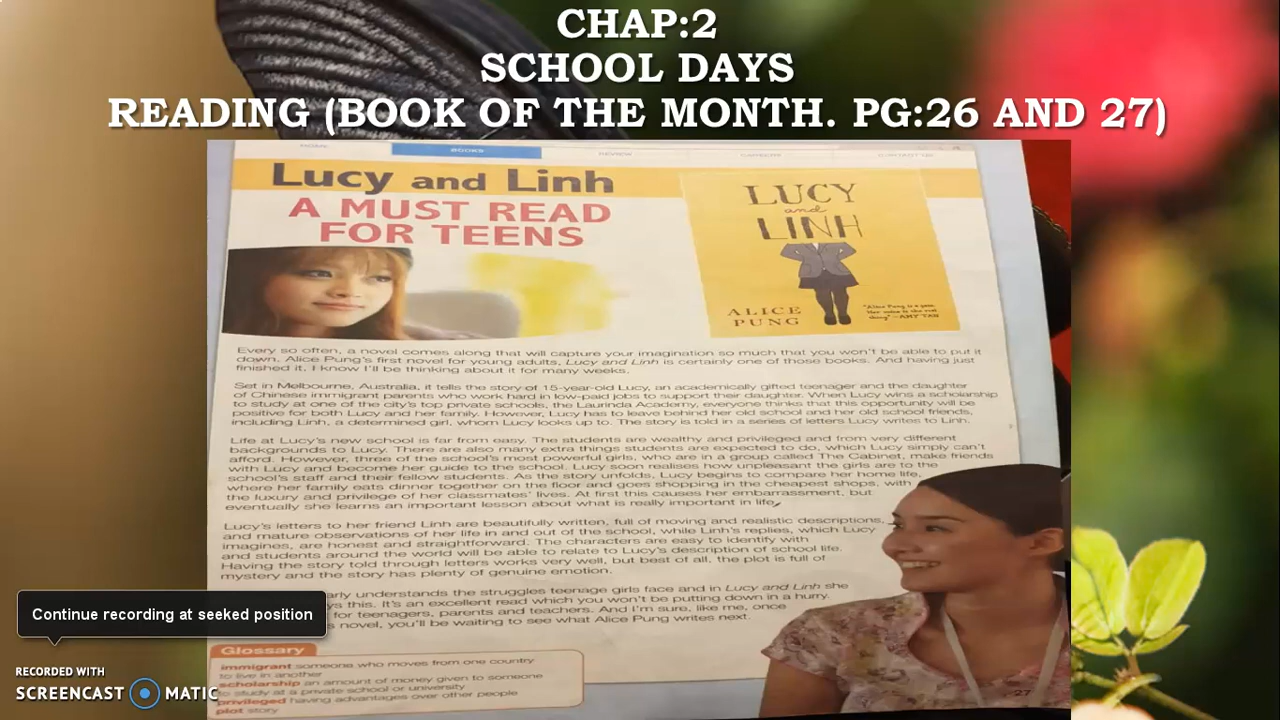 CHAP:2
SCHOOL DAYS
READING (BOOK OF THE MONTH. PG:26 AND 27)
HOME
BOOKS
REVIEW
CONTACT US
Lucy and Linh
A MUST READ
FOR TEENS
LUCY
and
LINH
ALICE
PUNG
"Alice Pung is a gem.
Her voice is the real
thing" —AMY TAN
Every so often, a novel comes along that will capture your imagination so much that you won't be able to put it
down. Alice Pung's first novel for young adults, Lucy and Linh is certainly one of those books. And having just
finished it, I know I'll be thinking about it for many weeks.
Set in Melbourne, Australia, it tells the story of 15-year-old Lucy, an academically gifted teenager and the daughter
of Chinese immigrant parents who work hard in low-paid jobs to support their daughter. When Lucy wins a scholarship
to study at one of the city's top private schools, the Laurinda Academy, everyone thinks that this opportunity will be
positive for both Lucy and her family. However, Lucy has to leave behind her old school and her old school friends,
including Linh, a determined girl, whom Lucy looks up to. The story is told in a series of letters Lucy writes to Linh.
Life at Lucy's new school is far from easy. The students are wealthy and privileged and from very different
backgrounds to Lucy. There are also many extra things students are expected to do, which Lucy simply can't
afford. However, three of the school's most powerful girls, who are in a group called The Cabinet, make friends
with Lucy and become her guide to the school. Lucy soon realises how unpleasant the girls are to the
school's staff and their fellow students. As the story unfolds, Lucy begins to compare her home life,
where her family eats dinner together on the floor and goes shopping in the cheapest shops, with
the luxury and privilege of her classmates' lives. At first this causes her embarrassment, but
eventually she learns an important lesson about what is really important in life.
Lucy's letters to her friend Linh are beautifully written, full of moving and realistic descriptions,
and mature observations of her life in and out of the school, while Linh's replies, which Lucy
imagines, are honest and straightforward. The characters are easy to identify with
and students around the world will be able to relate to Lucy's description of school life.
Having the story told through letters works very well, but best of all, the plot is full of
mystery and the story has plenty of genuine emotion.
arly understands the struggles teenage girls face and in Lucy and Linh she
ys this. It's an excellent read which you won't be putting down in a hurry.
for teenagers, parents and teachers. And I'm sure, like me, once
s novel, you'll be waiting to see what Alice Pung writes next.
Glossary
immigrant someone who moves from one country
to live in another
scholarship an amount of money given to someone
to study at a private school or university
privileged having advantages over other people
plot story
27
Continue recording at seeked position
RECORDED WITH
SCREENCAST MATIC